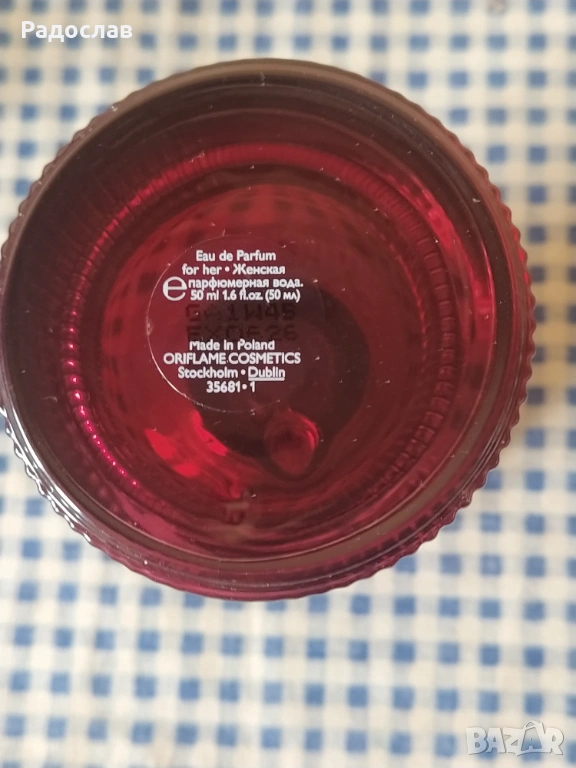 Радослав
Eau de Parfum
for her • Женская
℮ парфюмерная вода.
50 ml 1.6 fl.oz. (50 мл)
Made in Poland
ORIFLAME COSMETICS
Stockholm • Dublin
35681•1
BAZAR